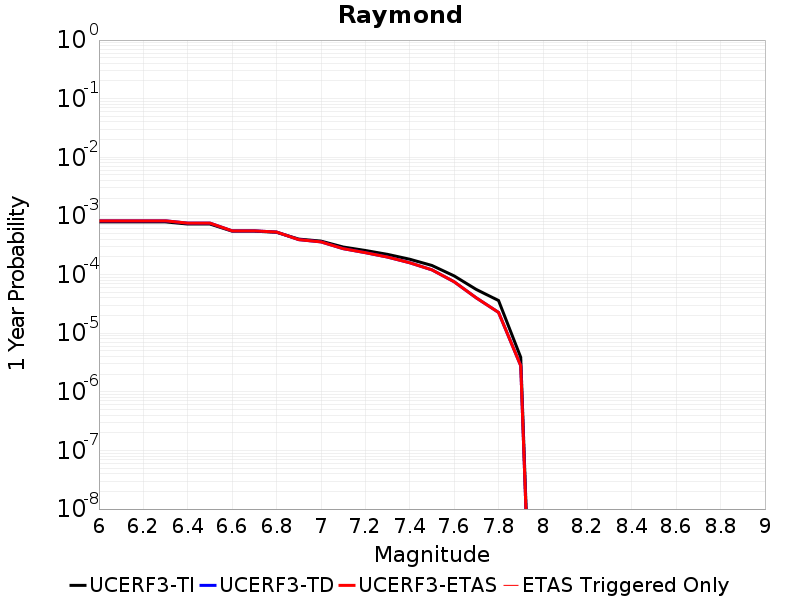 Raymond
10^0
10^-1
10^-2
10^-3
10^-4
10^-5
10^-6
10^-7
10^-8
1 Year Probability
6 6.2 6.4 6.6 6.8 7 7.2 7.4 7.6 7.8 8 8.2 8.4 8.6 8.8 9
Magnitude
UCERF3-TI UCERF3-TD UCERF3-ETAS ETAS Triggered Only